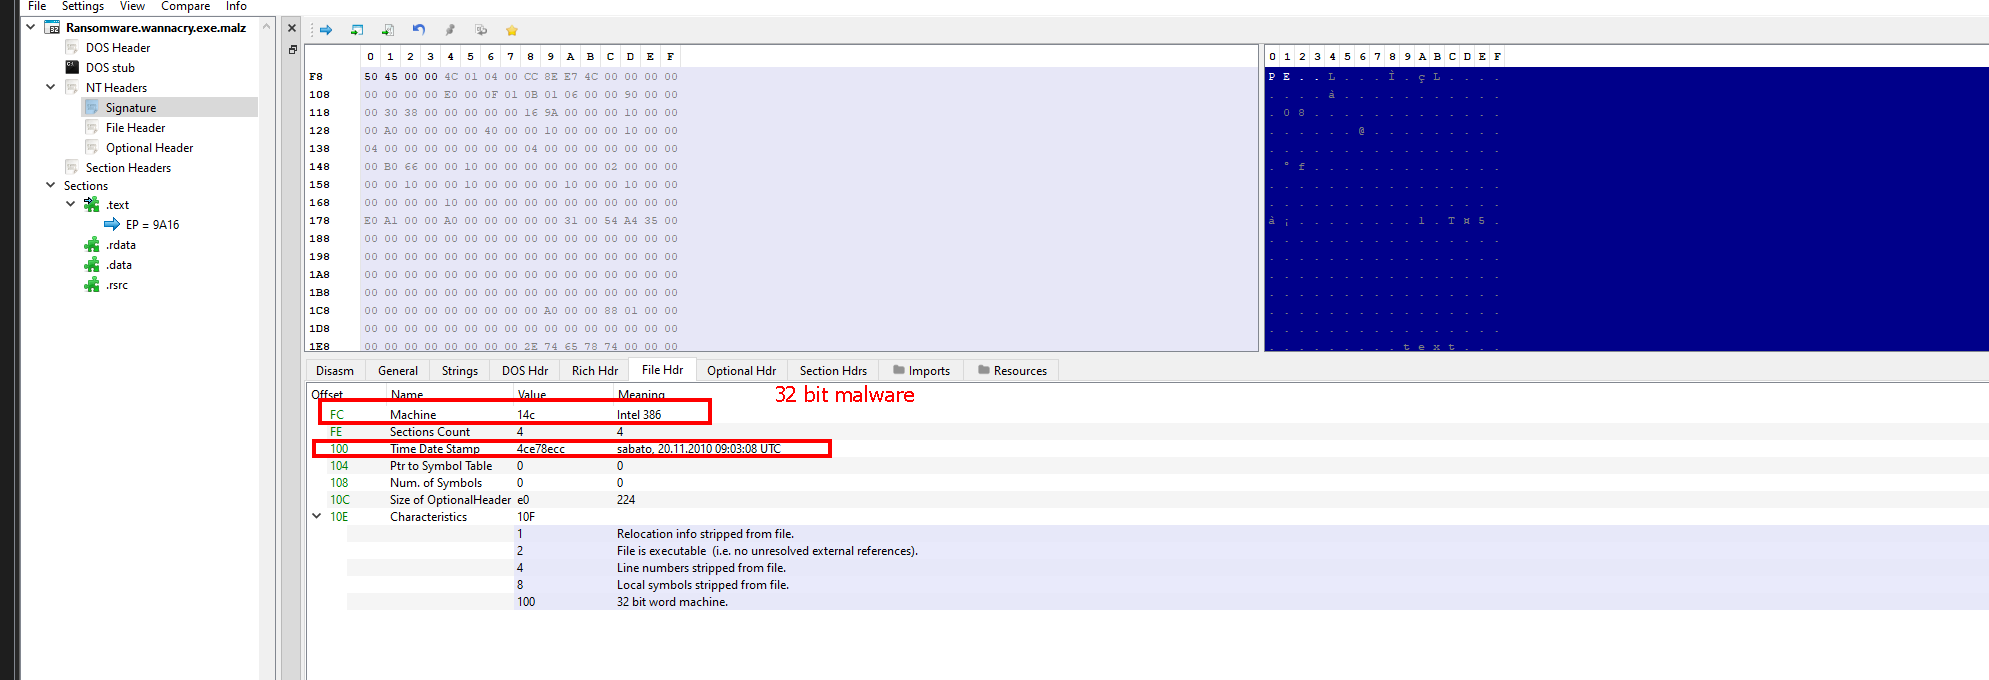 File Settings View Compare Info
Ransomware.wannacry.exe.malz
DOS Header
DOS stub
NT Headers
Signature
File Header
Optional Header
Section Headers
Sections
.text
EP = 9A16
.rdata
.data
.rsrc
0 1 2 3 4 5 6 7 8 9 A B C D E F
F8 50 45 00 00 4C 01 04 00 CC 8E E7 4C 00 00 00 00
108 00 00 00 00 E0 00 0F 01 0B 01 06 00 00 90 00 00
118 00 30 38 00 00 00 00 00 16 9A 00 00 00 10 00 00
128 00 A0 00 00 00 00 40 00 00 10 00 00 00 10 00 00
138 04 00 00 00 00 00 00 00 04 00 00 00 00 00 00 00
148 00 B0 66 00 00 10 00 00 00 00 00 00 02 00 00 00
158 00 00 10 00 00 10 00 00 00 00 10 00 00 10 00 00
168 00 00 00 00 10 00 00 00 00 00 00 00 00 00 00 00
178 E0 A1 00 00 A0 00 00 00 00 00 31 00 54 A4 35 00
188 00 00 00 00 00 00 00 00 00 00 00 00 00 00 00 00
198 00 00 00 00 00 00 00 00 00 00 00 00 00 00 00 00
1A8 00 00 00 00 00 00 00 00 00 00 00 00 00 00 00 00
1B8 00 00 00 00 00 00 00 00 00 00 00 00 00 00 00 00
1C8 00 00 00 00 00 00 00 00 00 A0 00 00 88 01 00 00
1D8 00 00 00 00 00 00 00 00 00 00 00 00 00 00 00 00
1E8 00 00 00 00 00 00 00 00 2E 74 65 78 74 00 00 00
0 1 2 3 4 5 6 7 8 9 A B C D E F
P E . . L . . . Ì . ç L . . . .
. . . . à . . . . . . . . . . .
. 0 8 . . . . . . . . . . . . .
. . . . . . @ . . . . . . . . .
. . . . . . . . . . . . . . . .
. ° f . . . . . . . . . . . . .
. . . . . . . . . . . . . . . .
. . . . . . . . . . . . . . . .
à ¡ . . . . . . . . 1 . T ¤ 5 .
. . . . . . . . . . . . . . . .
. . . . . . . . . . . . . . . .
. . . . . . . . . . . . . . . .
. . . . . . . . . . . . . . . .
. . . . . . . . . . . . . . . .
. . . . . . . . . . . . . . . .
. . . . . . . . . t e x t . . .
Disasm General Strings DOS Hdr Rich Hdr File Hdr Optional Hdr Section Hdrs Imports Resources
Offset Name Value Meaning
32 bit malware
FC Machine 14c Intel 386
FE Sections Count 4 4
100 Time Date Stamp 4ce78ecc sabato, 20.11.2010 09:03:08 UTC
104 Ptr to Symbol Table 0 0
108 Num. of Symbols 0 0
10C Size of OptionalHeader e0 224
10E Characteristics 10F
1 Relocation info stripped from file.
2 File is executable (i.e. no unresolved external references).
4 Line numbers stripped from file.
8 Local symbols stripped from file.
100 32 bit word machine.